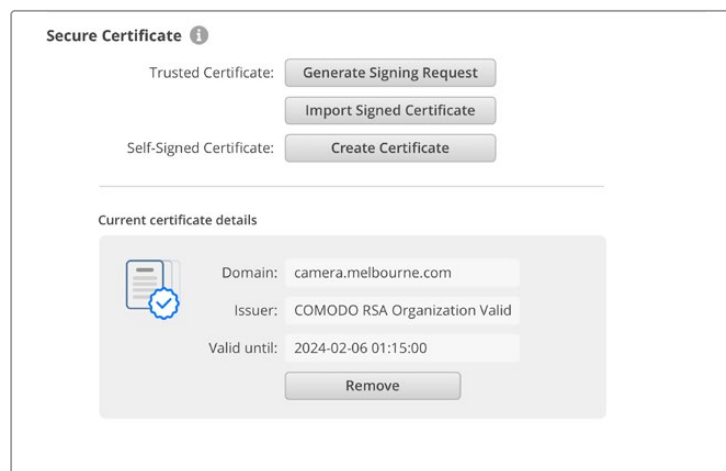 Secure Certificate
Trusted Certificate: Generate Signing Request
Import Signed Certificate
Self-Signed Certificate: Create Certificate
Current certificate details
Domain: camera.melbourne.com
Issuer: COMODO RSA Organization Valid
Valid until: 2024-02-06 01:15:00
Remove